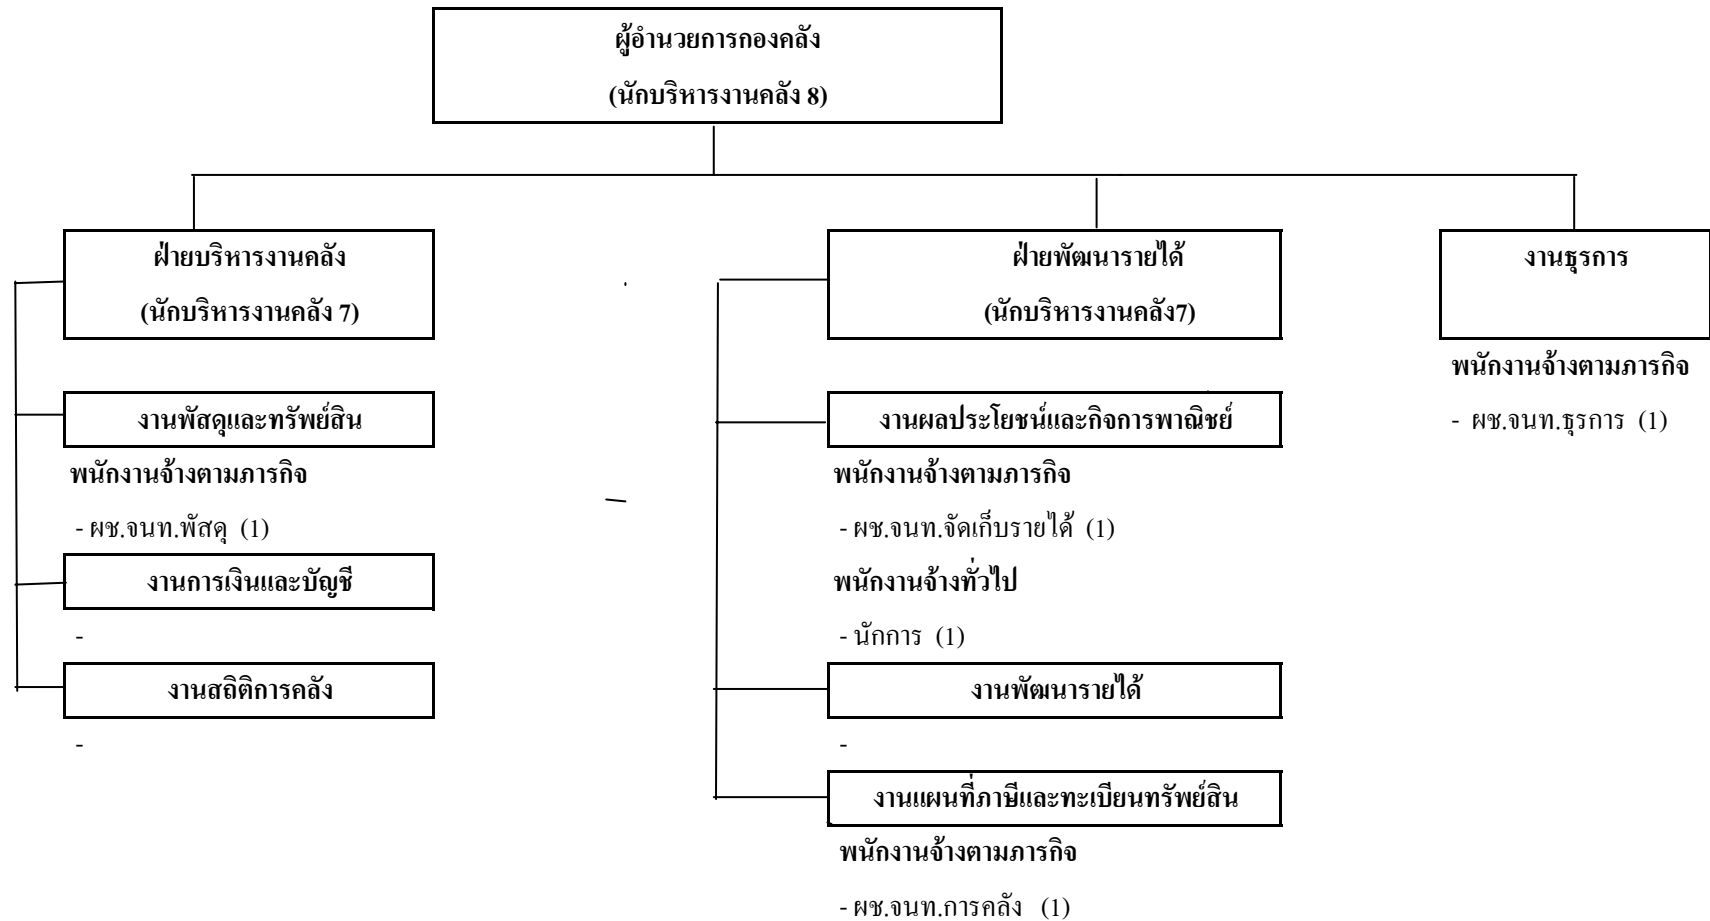 ผู้อำนวยการกองคลัง
(นักบริหารงานคลัง 8)
ฝ่ายบริหารงานคลัง
(นักบริหารงานคลัง 7)
งานพัสดุและทรัพย์สิน
พนักงานจ้างตามภารกิจ
- ผช.จนท.พัสดุ (1)
งานการเงินและบัญชี
-
งานสถิติการคลัง
-
ฝ่ายพัฒนารายได้
(นักบริหารงานคลัง7)
งานผลประโยชน์และกิจการพาณิชย์
พนักงานจ้างตามภารกิจ
- ผช.จนท.จัดเก็บรายได้ (1)
พนักงานจ้างทั่วไป
- นักการ (1)
งานพัฒนารายได้
-
งานแผนที่ภาษีและทะเบียนทรัพย์สิน
พนักงานจ้างตามภารกิจ
- ผช.จนท.การคลัง (1)
งานธุรการ
พนักงานจ้างตามภารกิจ
- ผช.จนท.ธุรการ (1)